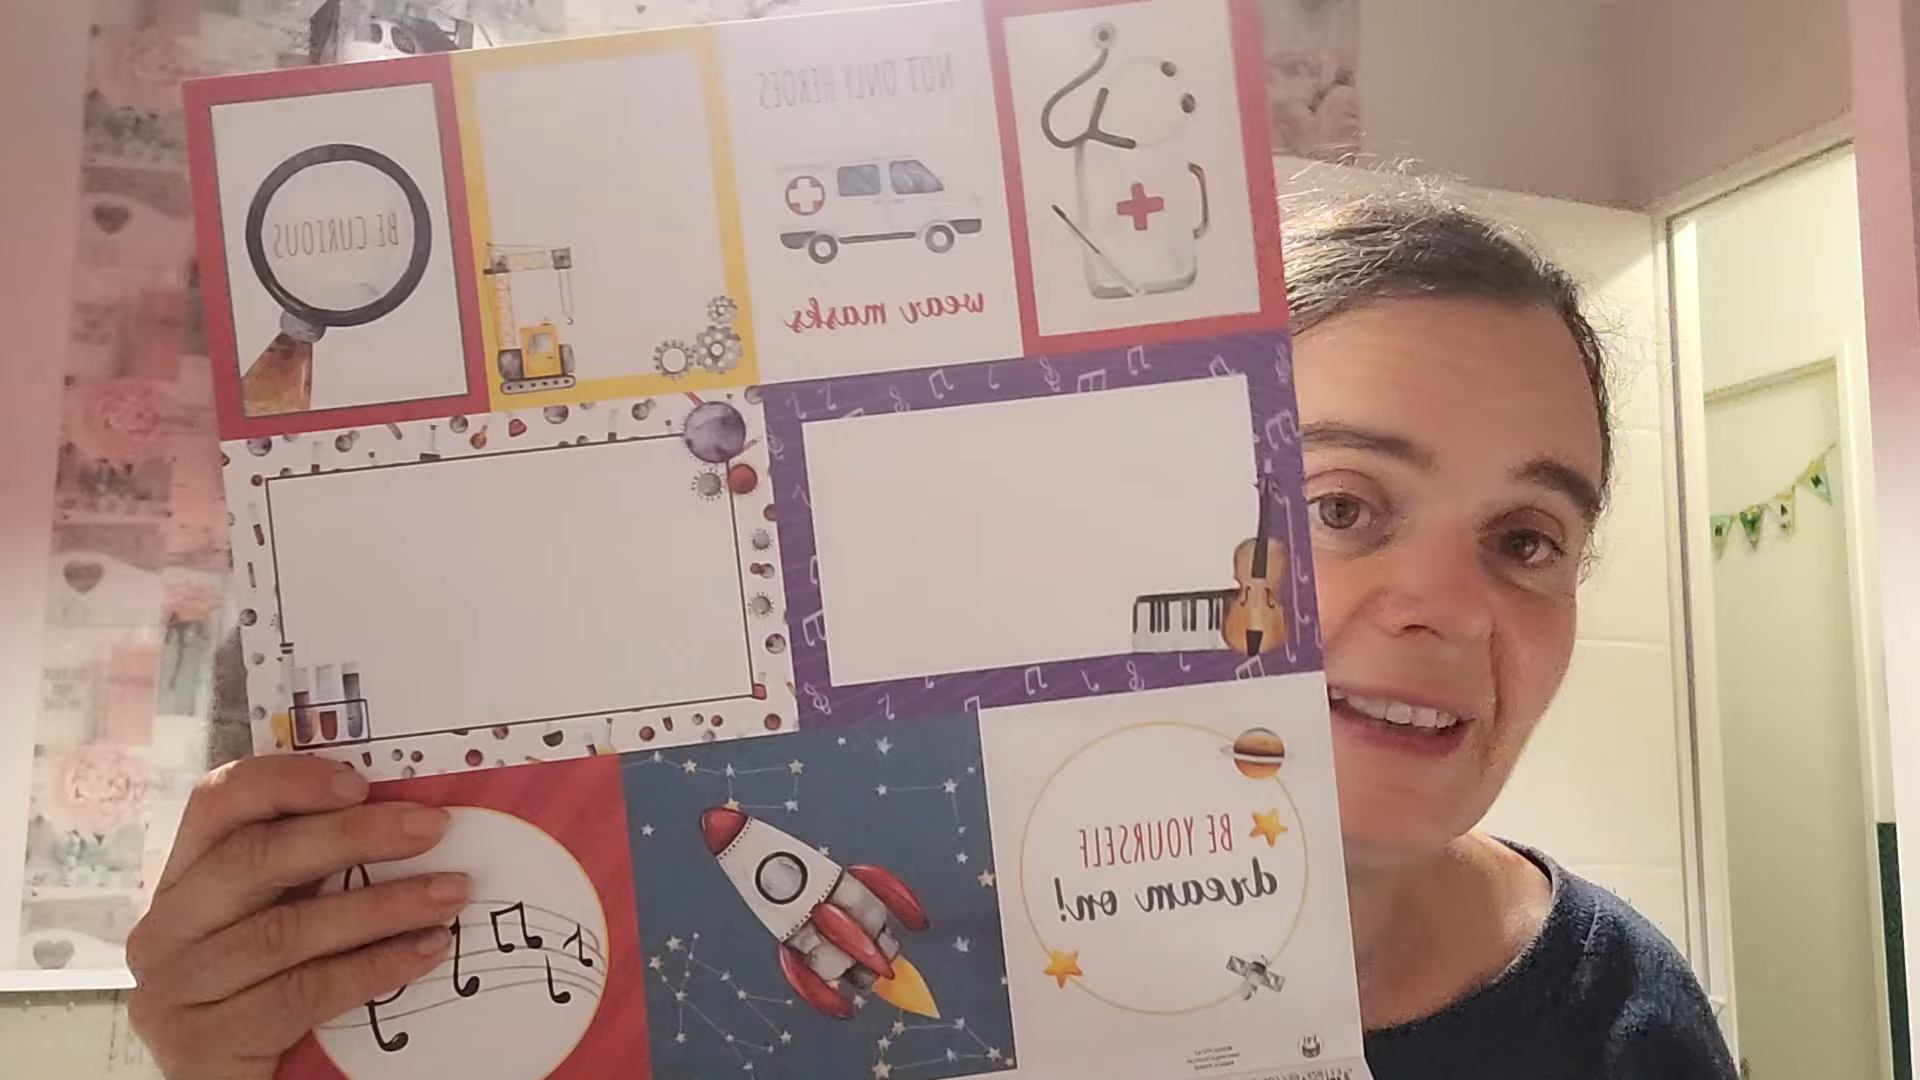 NOT ONLY HEROES
wear masks
BE CURIOUS
BE YOURSELF
dream on!